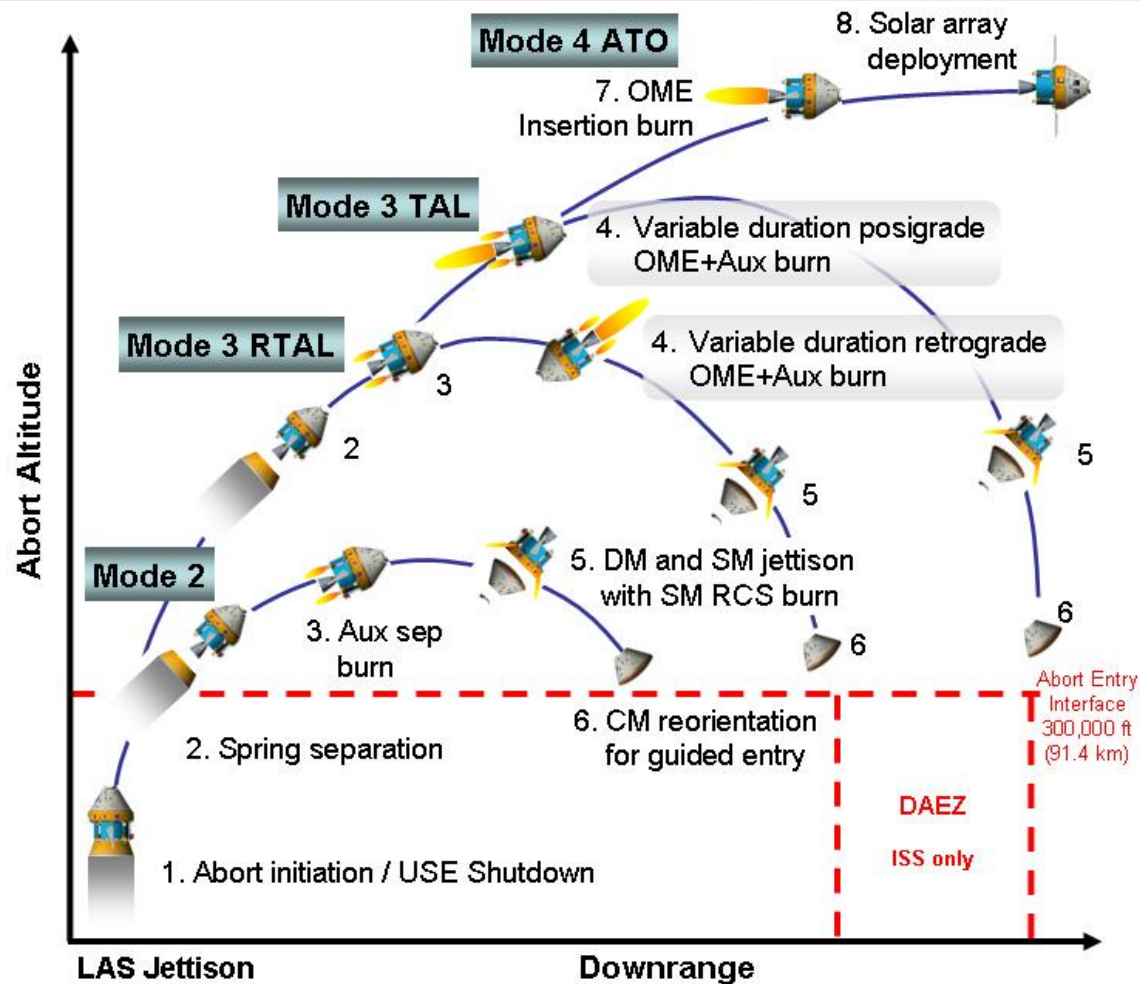 Mode 4 ATO
8. Solar array
deployment
7. OME
Insertion burn
Mode 3 TAL
4. Variable duration posigrade
OME+Aux burn
Mode 3 RTAL
3
4. Variable duration retrograde
OME+Aux burn
2
5
5
Abort Altitude
Mode 2
5. DM and SM jettison
with SM RCS burn
3. Aux sep
burn
6
6
Abort Entry
Interface
300,000 ft
(91.4 km)
2. Spring separation
6. CM reorientation
for guided entry
DAEZ
ISS only
1. Abort initiation / USE Shutdown
LAS Jettison
Downrange